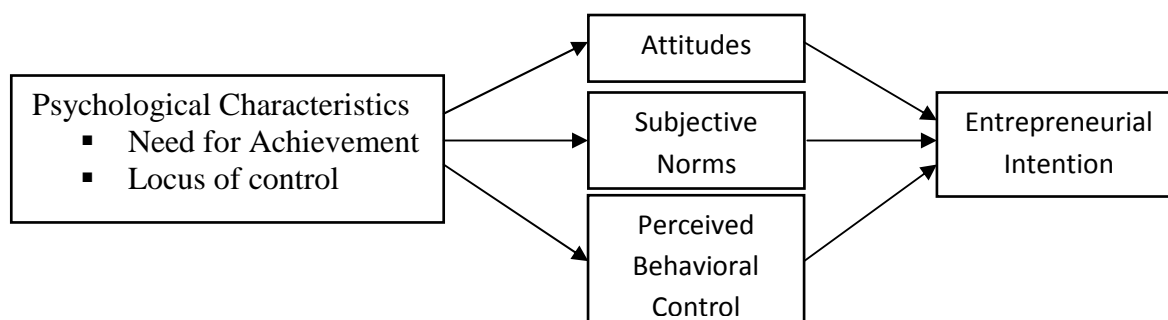 Psychological Characteristics
▪ Need for Achievement
▪ Locus of control
Attitudes
Subjective
Norms
Perceived
Behavioral
Control
Entrepreneurial
Intention